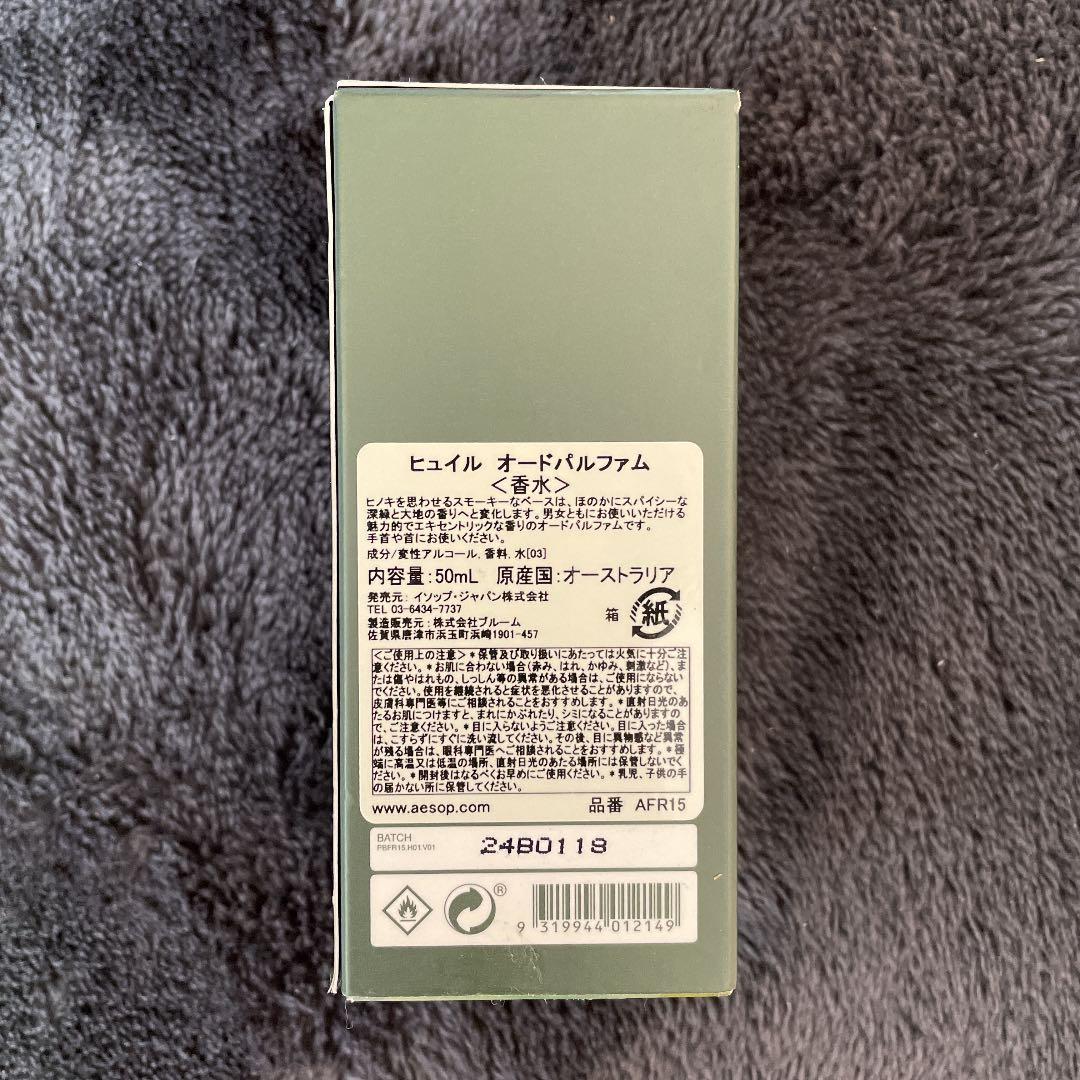 ヒュイル オードパルファム
＜香水＞
ヒノキを思わせるスモーキーなベースは、ほのかにスパイシーな
深緑と大地の香りへと変化します。男女ともにお使いいただける
魅力的でエキセントリックな香りのオードパルファムです。
手首や首にお使いください。
成分/変性アルコール、香料、水[03]
内容量：50mL 原産国：オーストラリア
発売元： イソップ・ジャパン株式会社
TEL 03-6434-7737
製造販売元： 株式会社ブルーム
佐賀県唐津市浜玉町浜崎1901-457
箱 紙
＜ご使用上の注意＞＊保管及び取り扱いにあたっては火気に十分ご注
意ください。＊お肌に合わない場合(赤み、はれ、かゆみ、刺激など)、ま
たは傷やはれもの、しっしん等の異常がある場合は、ご使用にならない
でください。使用を継続されると症状を悪化させることがありますので、
皮膚科専門医等にご相談されることをおすすめします。＊直射日光のあ
たるお肌につけますと、まれにかぶれたり、シミになることがありますの
で、ご注意ください。＊目に入らないようご注意ください。目に入った場合
は、こすらずにすぐに洗い流してください。その後、目に異物感など異常
が残る場合は、眼科専門医へご相談されることをおすすめします。＊極
端に高温又は低温の場所、直射日光のあたる場所には保管しないでく
ださい。＊開封後はなるべくお早めにご使用ください。＊乳児、子供の手
の届かない所に保管してください。
www.aesop.com 品番 AFR15
BATCH
PBFR15.H01.V01
24B0118
®
9 319944 012149